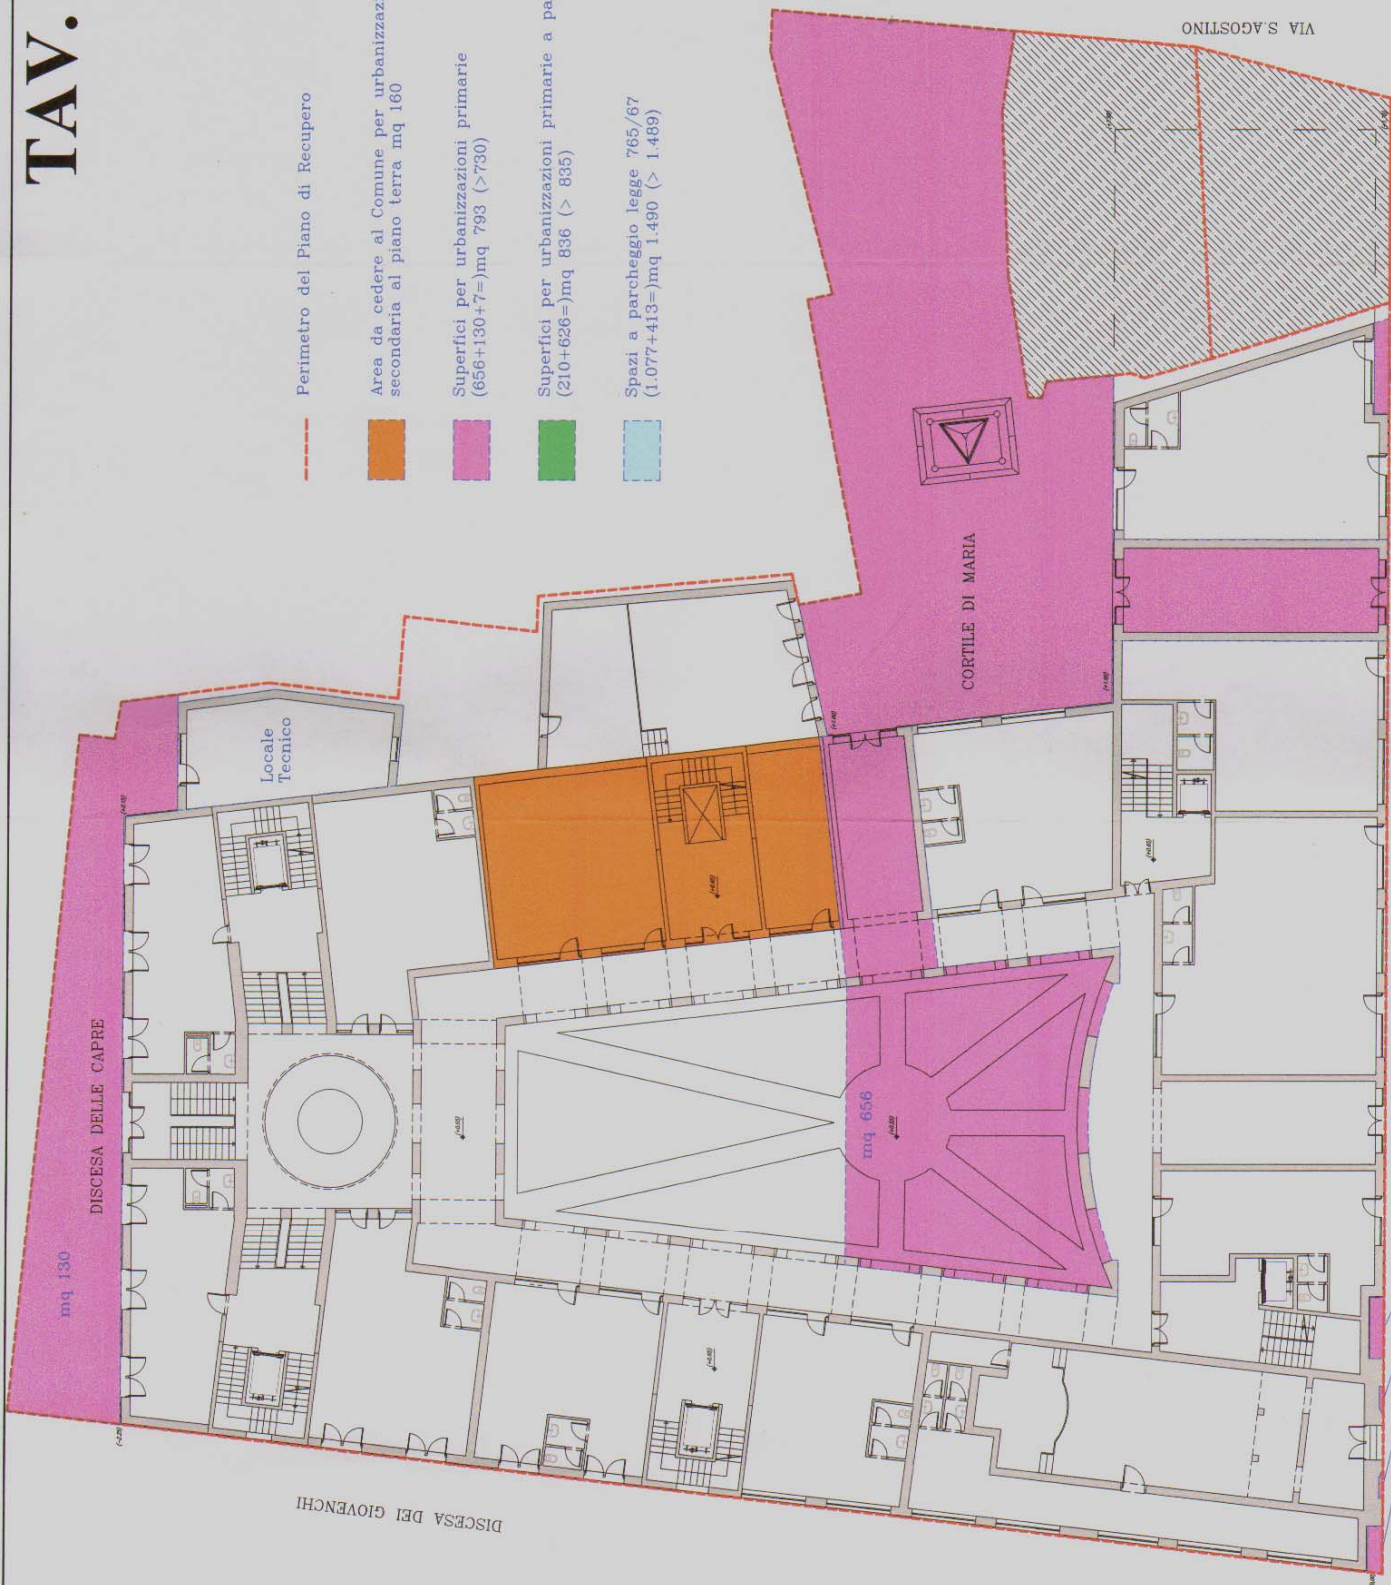 TAV.
Perimetro del Piano di Recupero
Area da cedere al Comune per
secondaria al piano terra mq 160
Superfici per urbanizzazioni primarie
(656+130+7=)mq 793 (>730)
Superfici per urbanizzazioni primarie a
(210+626=)mq 836 (> 835)
Spazi a parcheggio legge 765/67
(1.077+413=)mq 1.490 (> 1.489)
VIA S.AGOSTINO
Locale
Tecnico
CORTILE DI MARIA
DISCESA DELLE CAPRE
mq 130
mq 656
DISCESA DEI GIOVENCHI